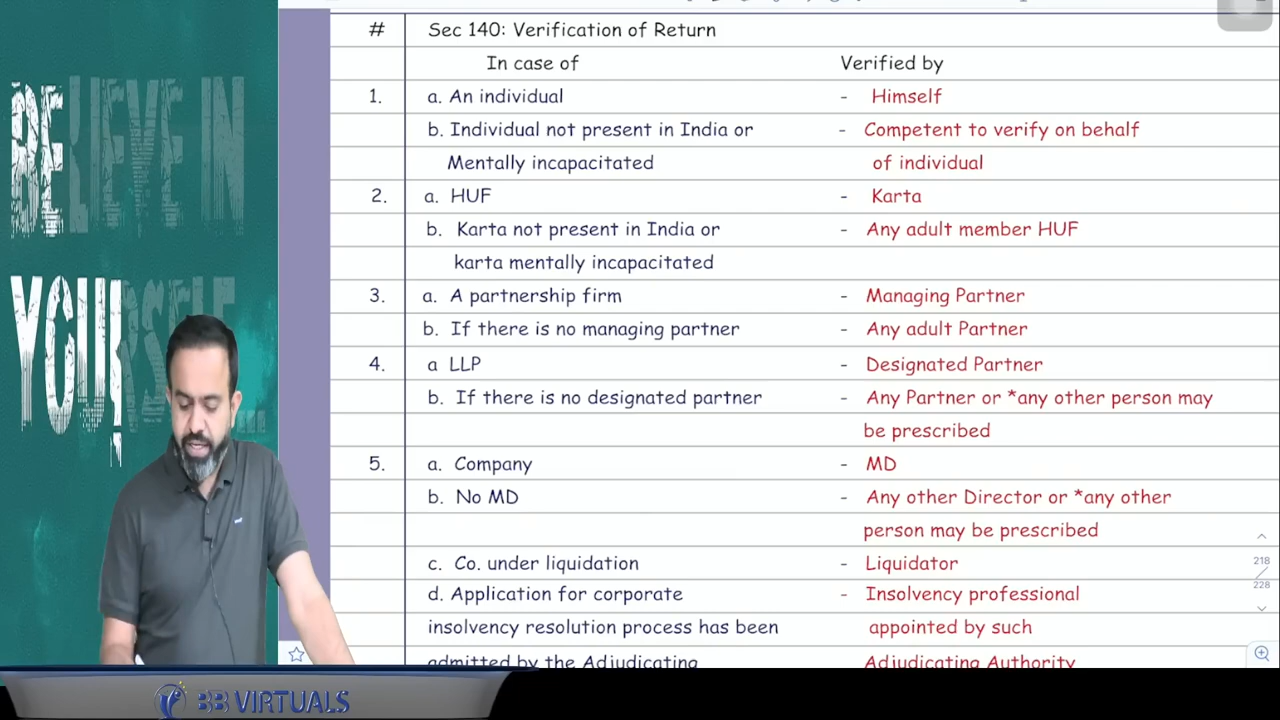 BELIEVE IN
YOURSELF...
# Sec 140: Verification of Return
In case of Verified by
1. a. An individual - Himself
b. Individual not present in India or - Competent to verify on behalf
Mentally incapacitated of individual
2. a. HUF - Karta
b. Karta not present in India or - Any adult member HUF
karta mentally incapacitated
3. a. A partnership firm - Managing Partner
b. If there is no managing partner - Any adult Partner
4. a LLP - Designated Partner
b. If there is no designated partner - Any Partner or *any other person may
be prescribed
5. a. Company - MD
b. No MD - Any other Director or *any other
person may be prescribed
c. Co. under liquidation - Liquidator
d. Application for corporate - Insolvency professional
insolvency resolution process has been appointed by such
admitted by the Adjudicating Adjudicating Authority
218
228
BB VIRTUALS